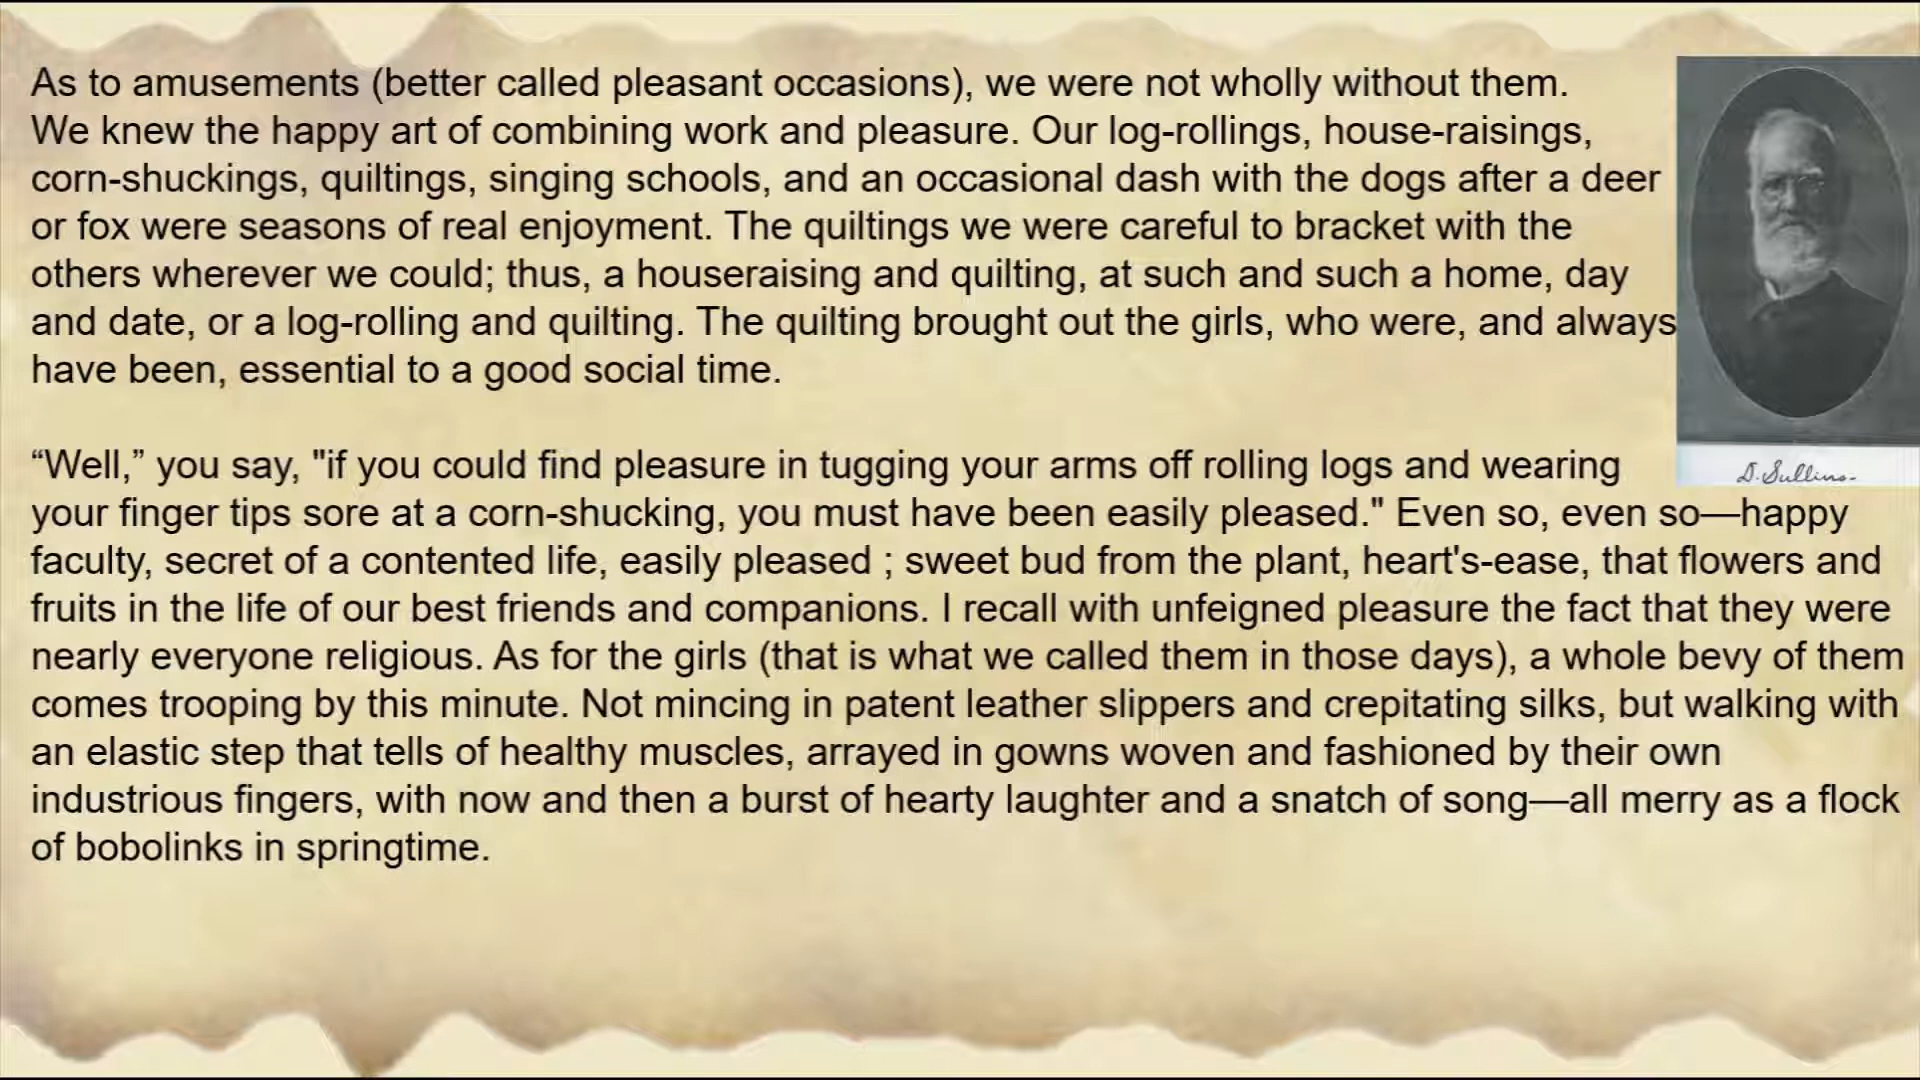 As to amusements (better called pleasant occasions), we were not wholly without them.
We knew the happy art of combining work and pleasure. Our log-rollings, house-raisings,
corn-shuckings, quiltings, singing schools, and an occasional dash with the dogs after a deer
or fox were seasons of real enjoyment. The quiltings we were careful to bracket with the
others wherever we could; thus, a houseraising and quilting, at such and such a home, day
and date, or a log-rolling and quilting. The quilting brought out the girls, who were, and always
have been, essential to a good social time.
“Well,” you say, "if you could find pleasure in tugging your arms off rolling logs and wearing
your finger tips sore at a corn-shucking, you must have been easily pleased." Even so, even so—happy
faculty, secret of a contented life, easily pleased ; sweet bud from the plant, heart's-ease, that flowers and
fruits in the life of our best friends and companions. I recall with unfeigned pleasure the fact that they were
nearly everyone religious. As for the girls (that is what we called them in those days), a whole bevy of them
comes trooping by this minute. Not mincing in patent leather slippers and crepitating silks, but walking with
an elastic step that tells of healthy muscles, arrayed in gowns woven and fashioned by their own
industrious fingers, with now and then a burst of hearty laughter and a snatch of song—all merry as a flock
of bobolinks in springtime.
D. Sullins-